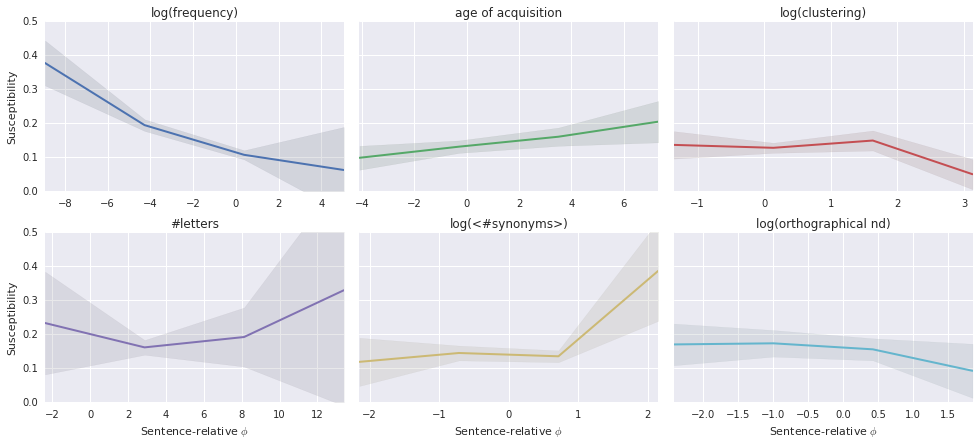 log(frequency) age of acquisition log(clustering)
0.5
0.4
0.3
0.2
0.1
0.0
Susceptibility
−8 −6 −4 −2 0 2 4
−4 −2 0 2 4 6
−1 0 1 2 3
#letters log(<#synonyms>) log(orthographical nd)
0.5
0.4
0.3
0.2
0.1
0.0
Susceptibility
−2 0 2 4 6 8 10 12
−2 −1 0 1 2
−2.0 −1.5 −1.0 −0.5 0.0 0.5 1.0 1.5
Sentence-relative ϕ Sentence-relative ϕ Sentence-relative ϕ